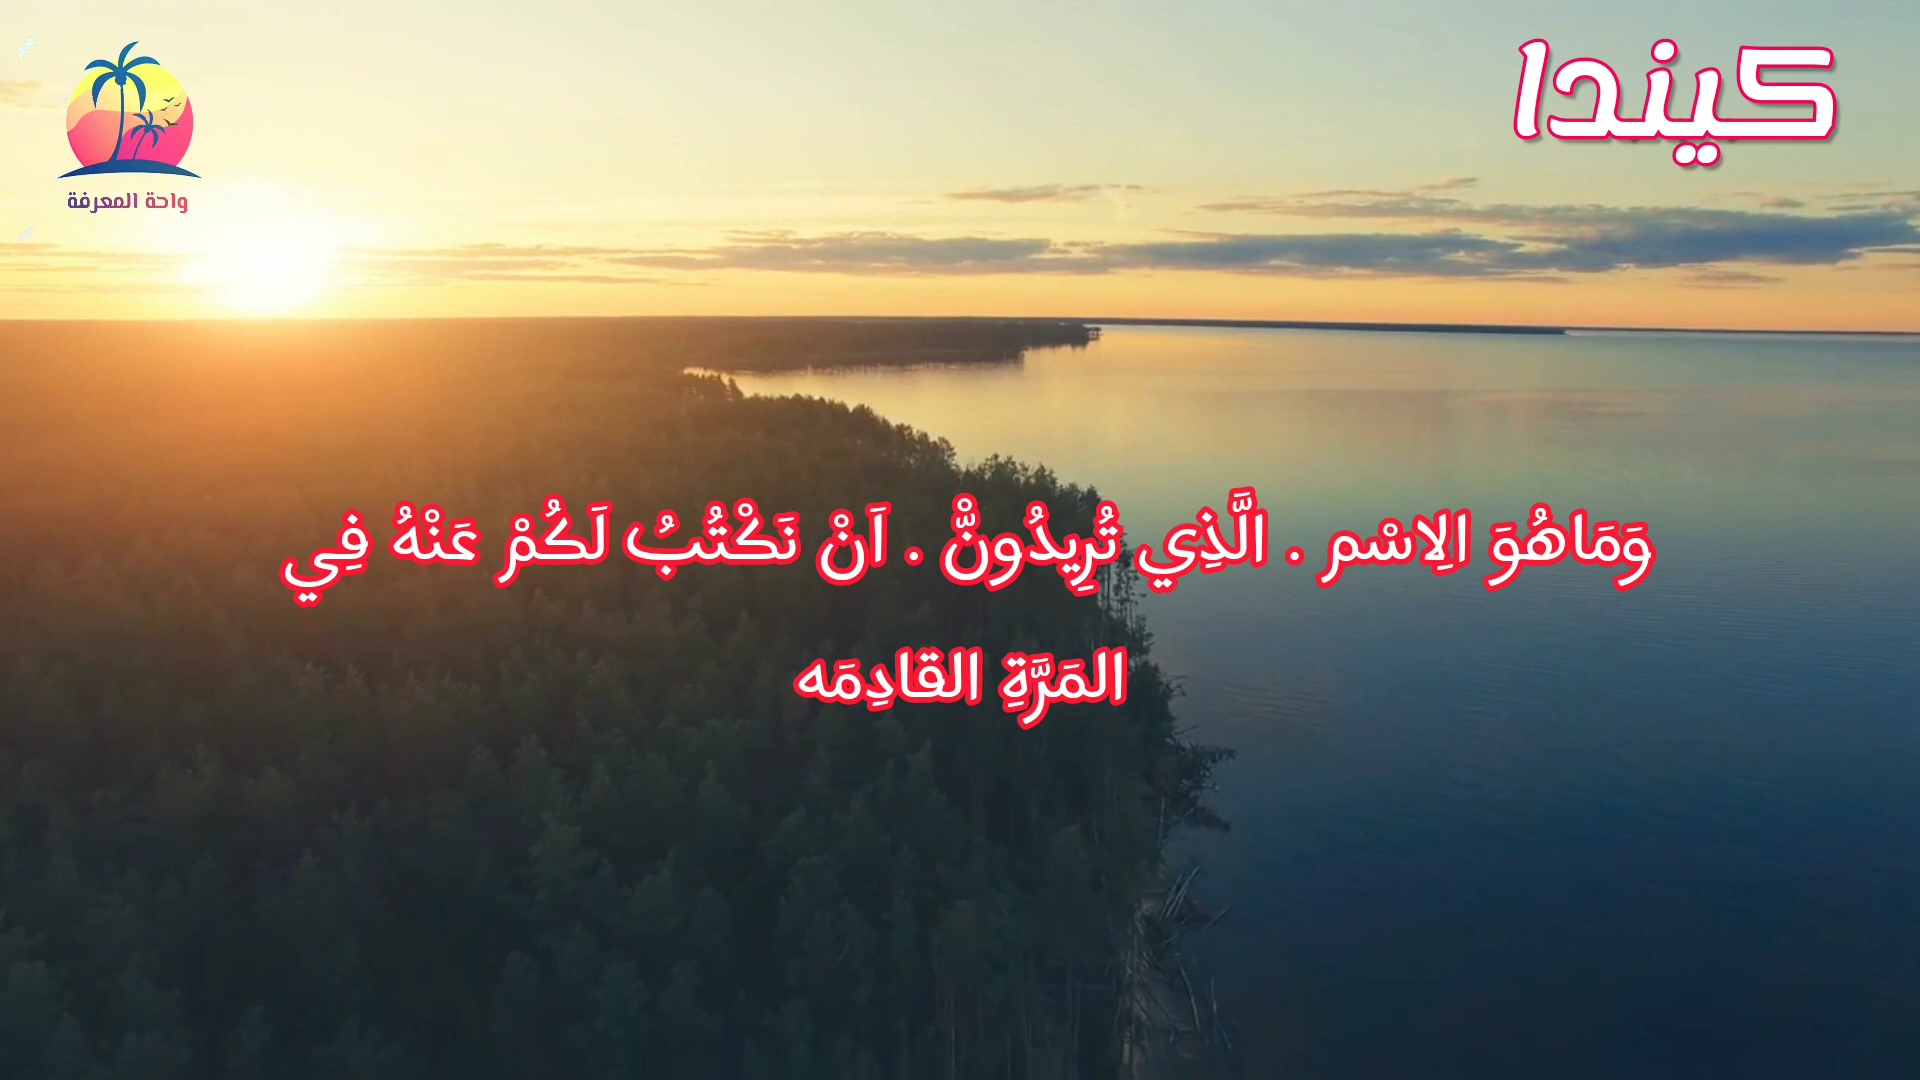 كيندا
واحة المعرفة
وَمَاهُوَ الِاسْم . الَّذِي تُرِيدُونَّْ . اَنْ نَكْتُبُ لَكُمْ عَنْهُ فِي
المَرَّةِ القادِمَه